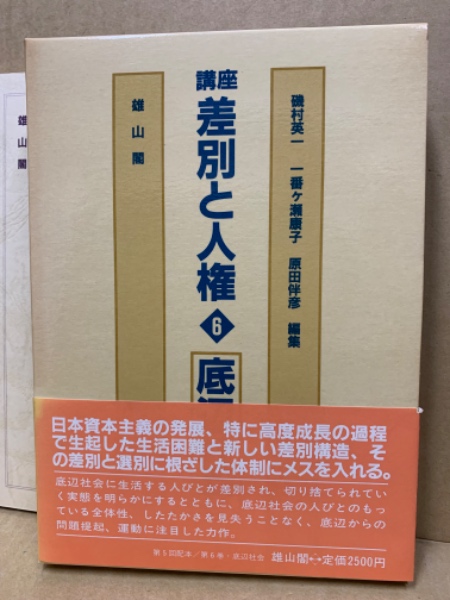 磯村英一 一番ヶ瀬康子 原田伴彦 編集
講座
差別と人権
6
底
雄山閣
雄山閣
日本資本主義の発展、特に高度成長の過程
で生起した生活困難と新しい差別構造、そ
の差別と選別に根ざした体制にメスを入れる。
底辺社会に生活する人びとが差別され、切り捨てられてい
く実態を明らかにするとともに、底辺社会の人びとのもっ
ている全体性、したたかさを見失うことなく、底辺からの
問題提起、運動に注目した力作。
第5回配本/第6巻・底辺社会 雄山閣 定価2500円